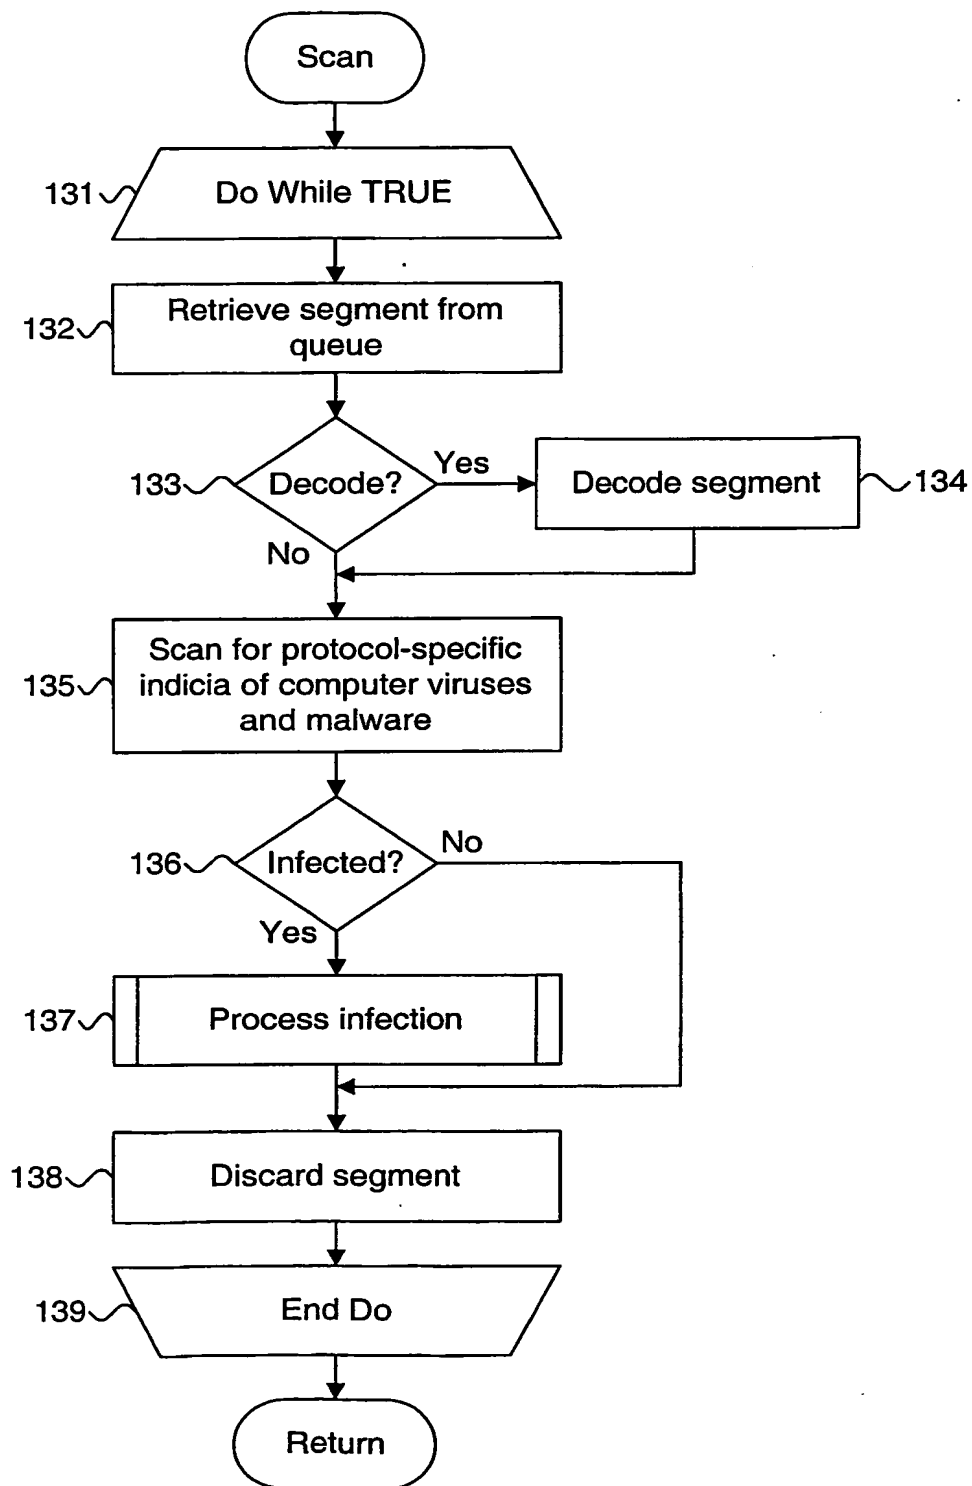 Scan
131
Do While TRUE
132
Retrieve segment from
queue
133
Decode?
Yes
Decode segment
134
No
135
Scan for protocol-specific
indicia of computer viruses
and malware
136
Infected?
No
Yes
137
Process infection
138
Discard segment
139
End Do
Return